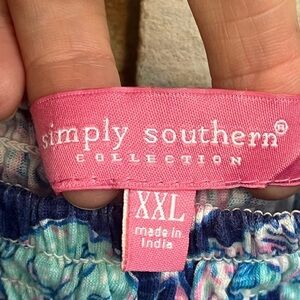 simply southern®
COLLECTION
XXL
made in
India